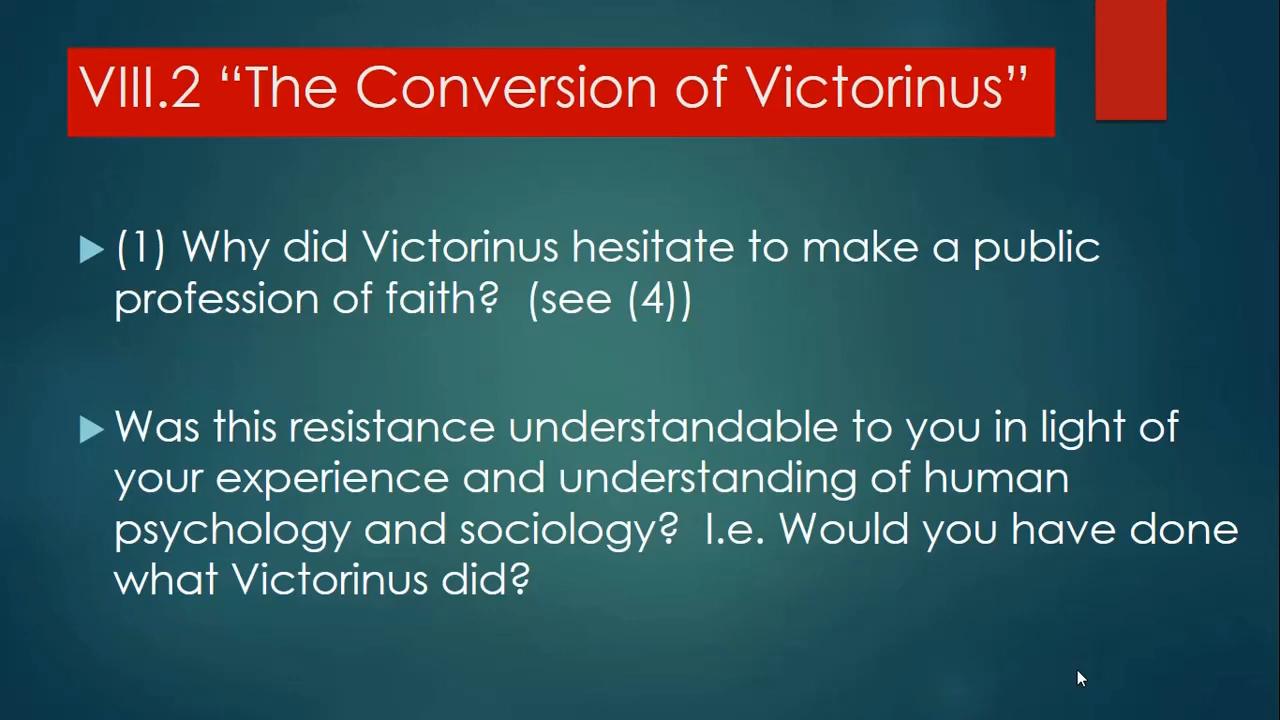 VIII.2 “The Conversion of Victorinus”
(1) Why did Victorinus hesitate to make a public
profession of faith?  (see (4))
Was this resistance understandable to you in light of
your experience and understanding of human
psychology and sociology?  I.e. Would you have done
what Victorinus did?